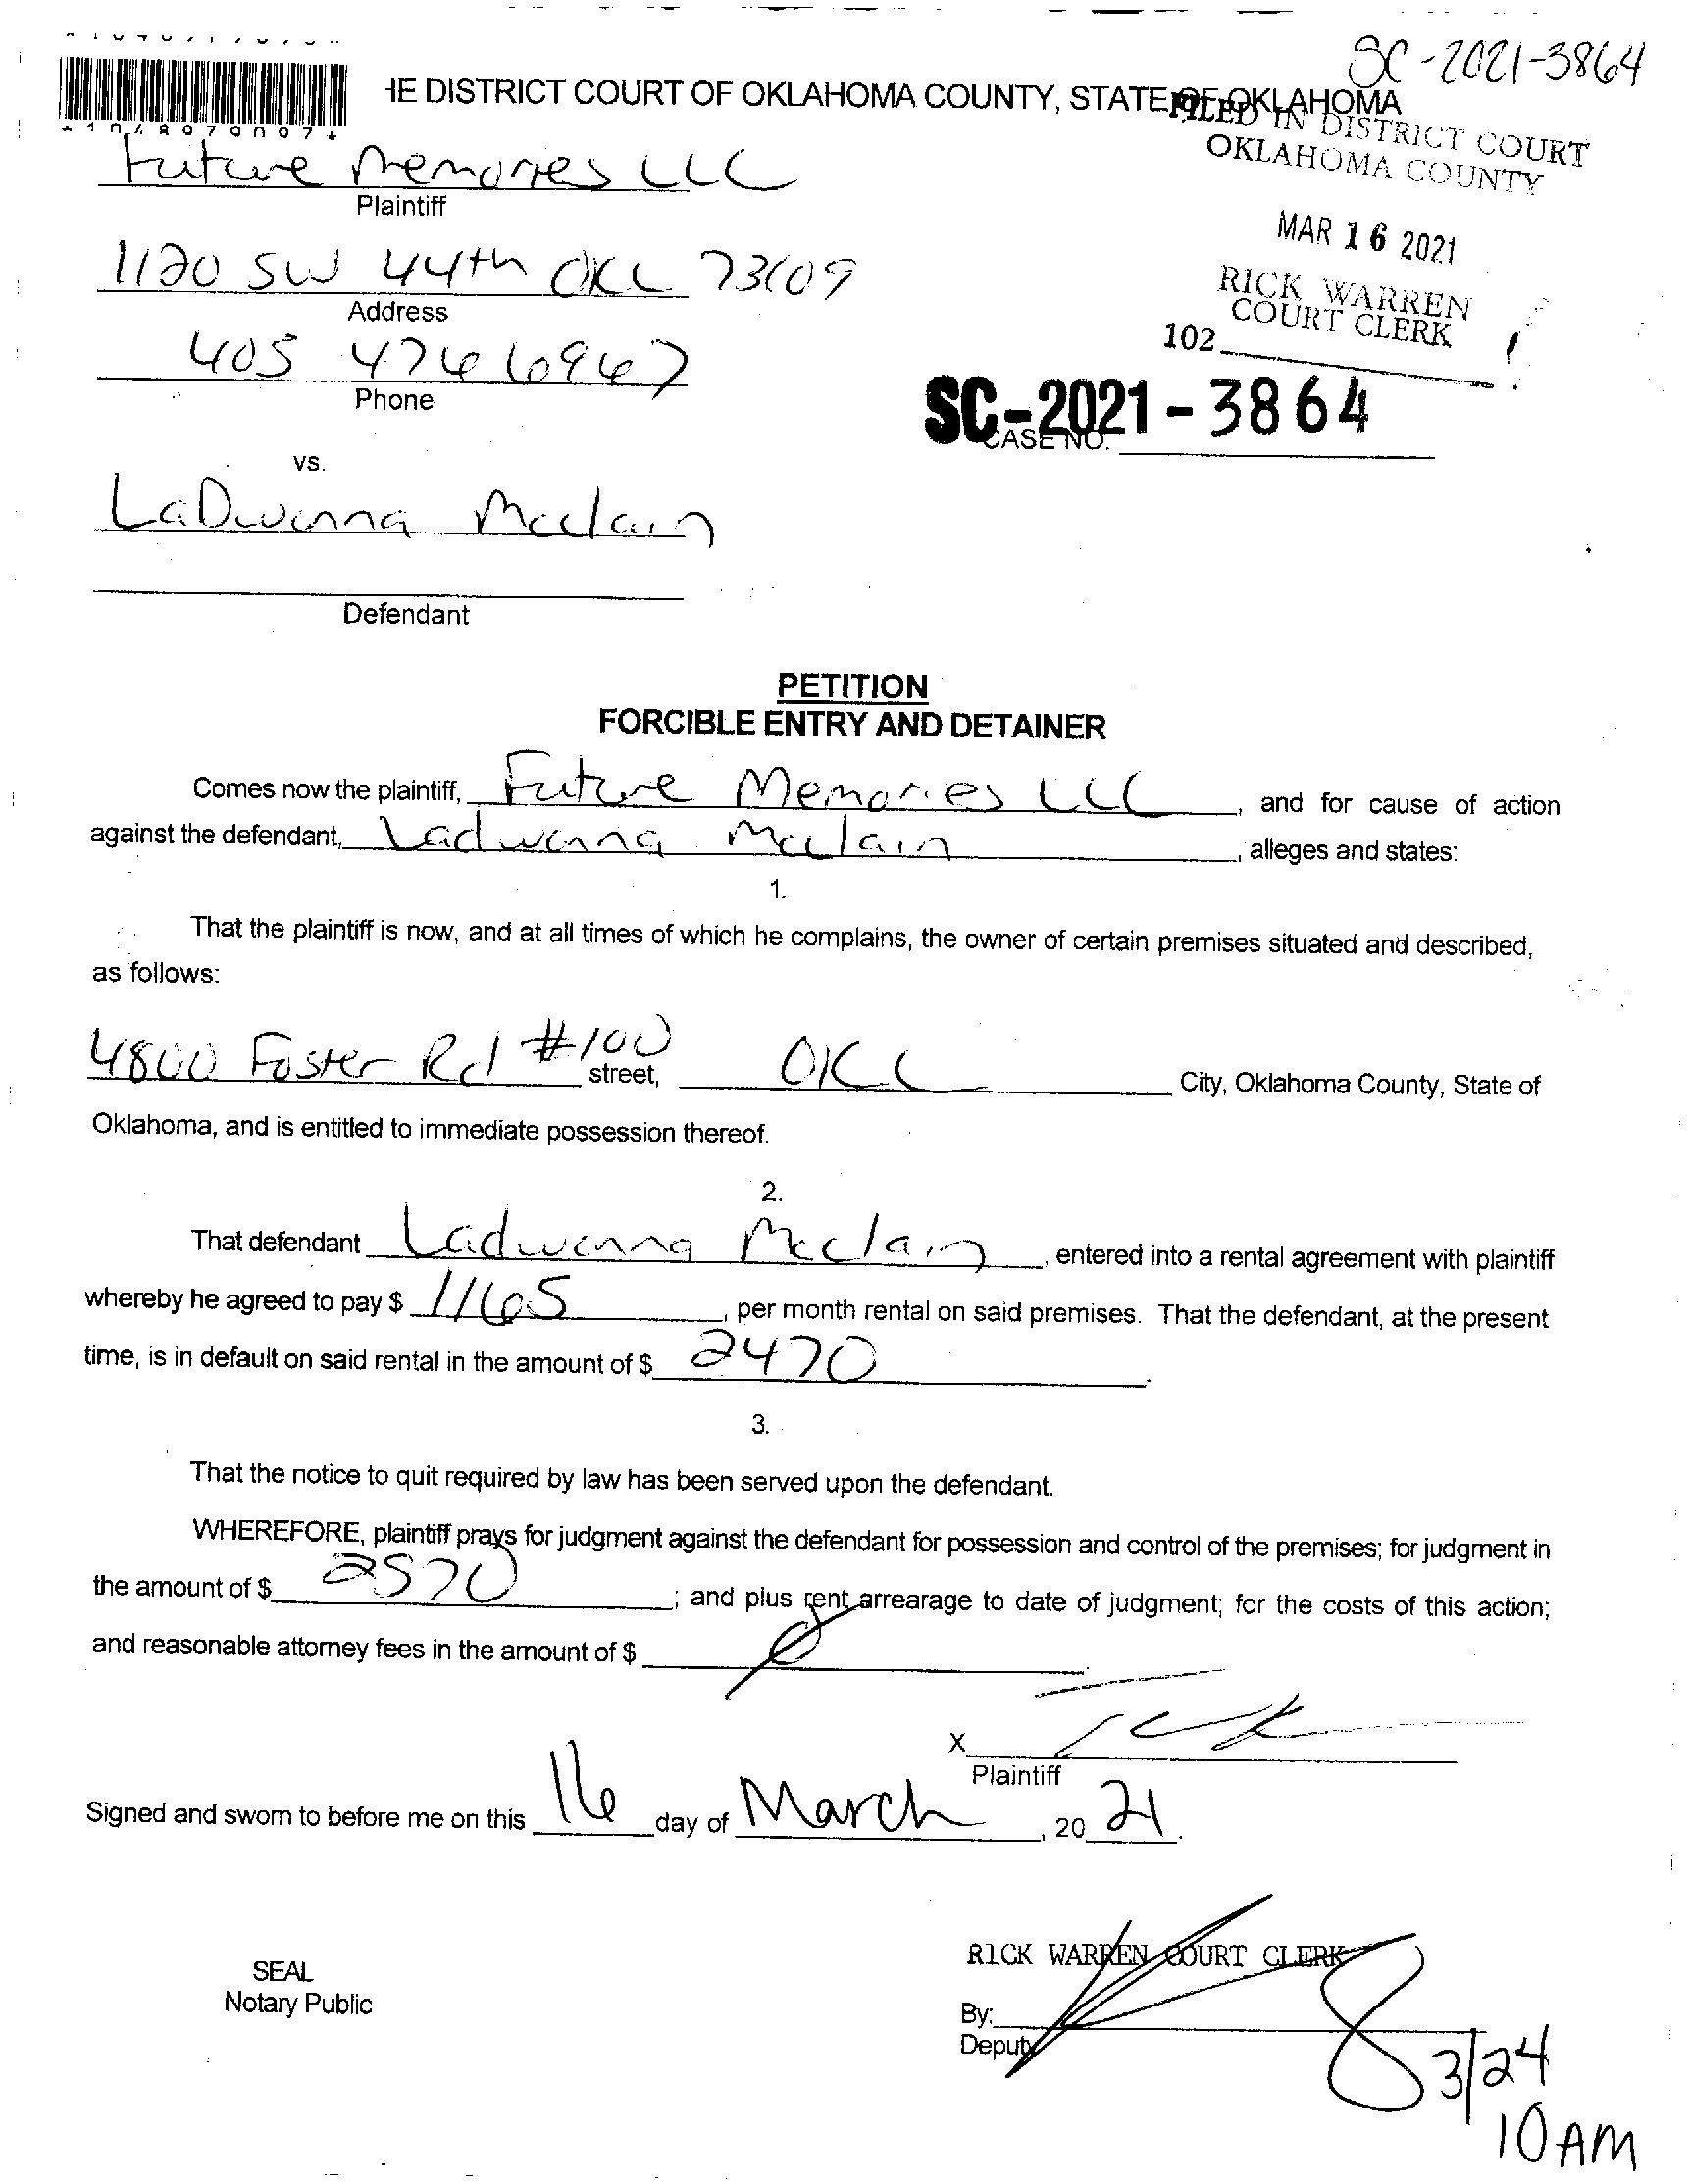 SC-2021-3864
HE DISTRICT COURT OF OKLAHOMA COUNTY, STATE OF OKLAHOMA
FILED IN DISTRICT COURT
OKLAHOMA COUNTY
Future Memories LLC
Plaintiff
MAR 16 2021
1120 SW 44th OKC 73109
Address
RICK WARREN
COURT CLERK
102
405 474 6967
Phone
SC-2021-3864
CASE NO.
vs.
LaDwanna Mcclain
Defendant
PETITION
FORCIBLE ENTRY AND DETAINER
Comes now the plaintiff, Future Memories LLC, and for cause of action
against the defendant, Ladwanna Mcclain, alleges and states:
1.
That the plaintiff is now, and at all times of which he complains, the owner of certain premises situated and described,
as follows:
4800 Foster Rd #100 street, OKC City, Oklahoma County, State of
Oklahoma, and is entitled to immediate possession thereof.
2.
That defendant Ladwanna Mcclain, entered into a rental agreement with plaintiff
whereby he agreed to pay $ 1165, per month rental on said premises. That the defendant, at the present
time, is in default on said rental in the amount of $ 2470.
3.
That the notice to quit required by law has been served upon the defendant.
WHEREFORE, plaintiff prays for judgment against the defendant for possession and control of the premises; for judgment in
the amount of $ 2570; and plus rent arrearage to date of judgment; for the costs of this action;
and reasonable attorney fees in the amount of $ Ø.
X
Plaintiff
Signed and sworn to before me on this 16 day of March, 2021.
RICK WARREN COURT CLERK
SEAL
Notary Public
By:
Deputy
3/24
10 AM